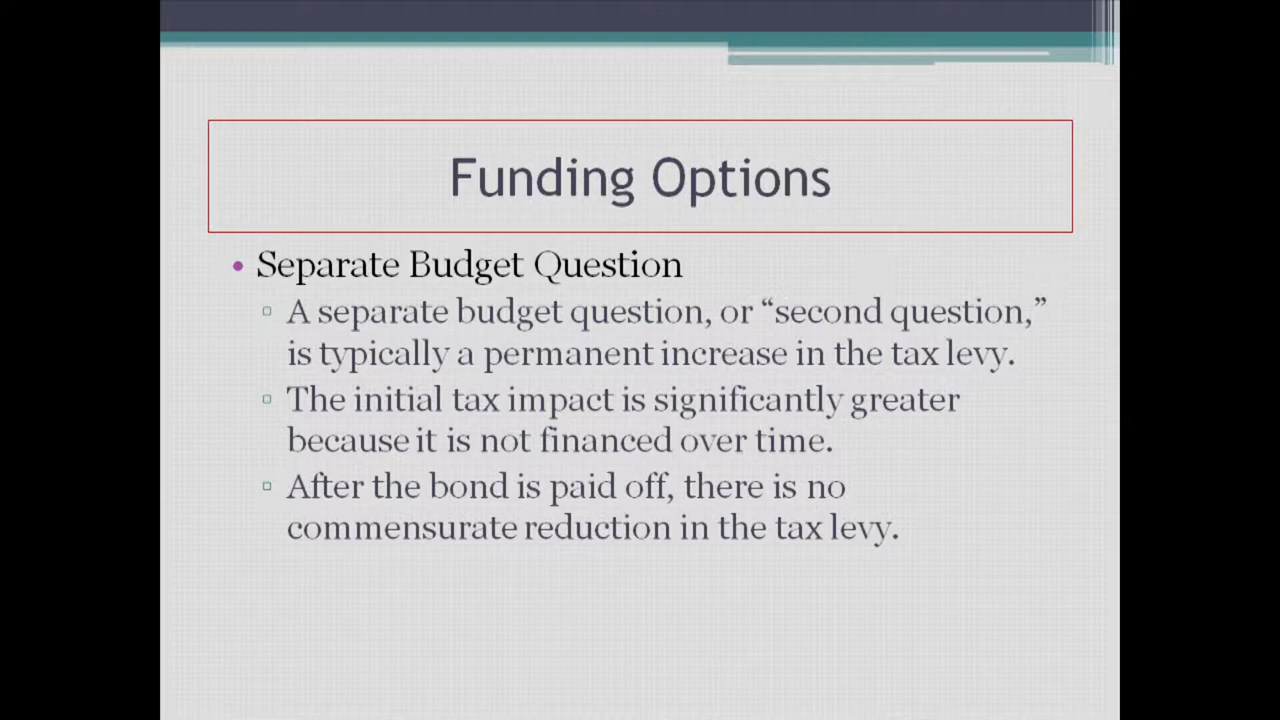 Funding Options
• Separate Budget Question
▫ A separate budget question, or “second question,”
is typically a permanent increase in the tax levy.
▫ The initial tax impact is significantly greater
because it is not financed over time.
▫ After the bond is paid off, there is no
commensurate reduction in the tax levy.